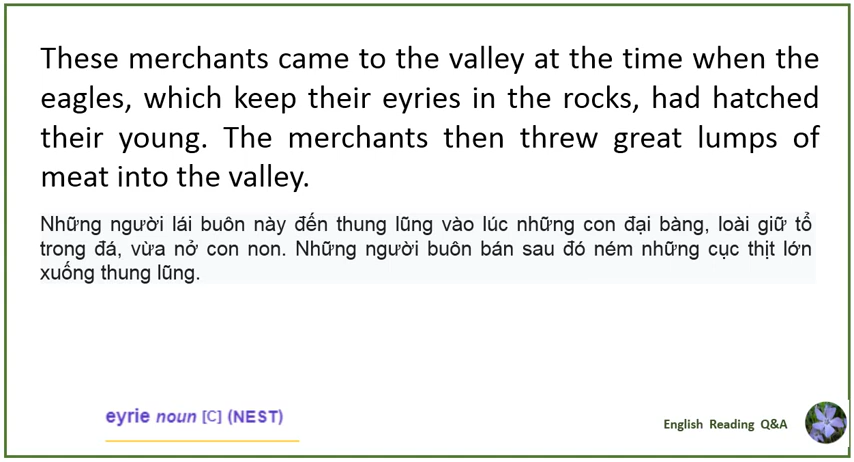 These merchants came to the valley at the time when the
eagles, which keep their eyries in the rocks, had hatched
their young. The merchants then threw great lumps of
meat into the valley.
Những người lái buôn này đến thung lũng vào lúc những con đại bàng, loài giữ tổ
trong đá, vừa nở con non. Những người buôn bán sau đó ném những cục thịt lớn
xuống thung lũng.
eyrie noun [C] (NEST)
English Reading Q&A